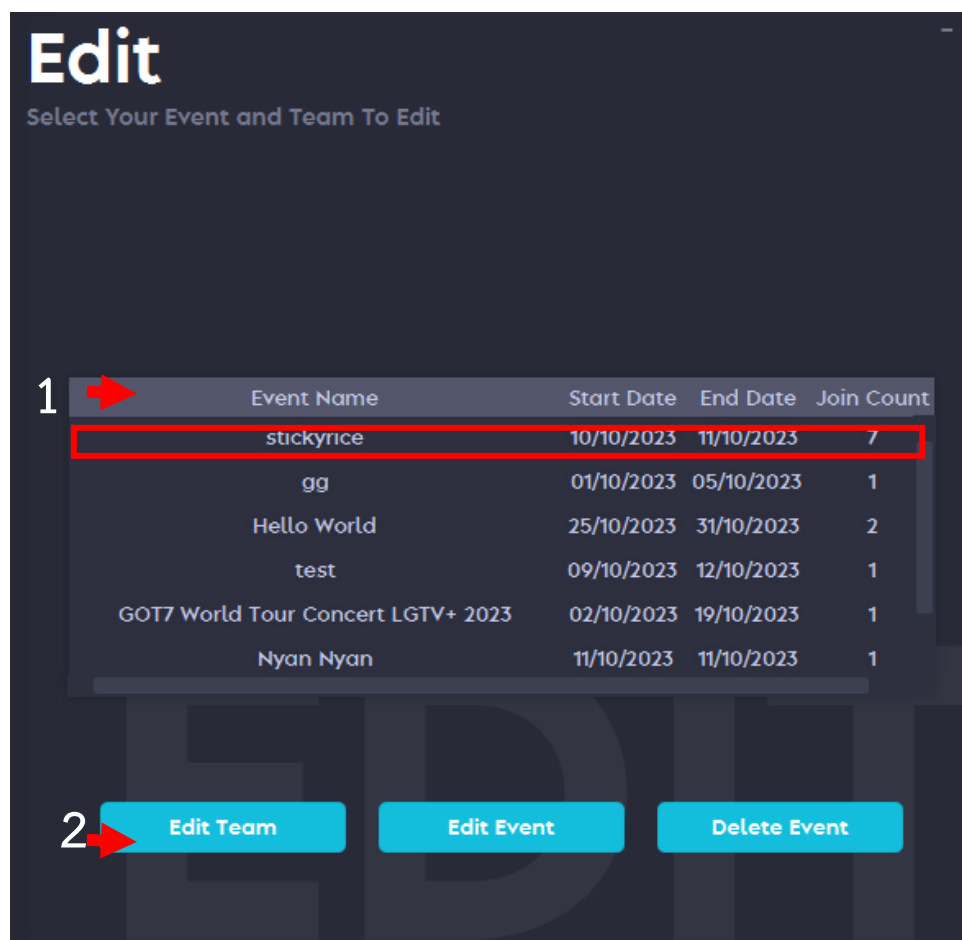 Edit
Select Your Event and Team To Edit
1
Event Name Start Date End Date Join Count
stickyrice 10/10/2023 11/10/2023 7
gg 01/10/2023 05/10/2023 1
Hello World 25/10/2023 31/10/2023 2
test 09/10/2023 12/10/2023 1
GOT7 World Tour Concert LGTV+ 2023 02/10/2023 19/10/2023 1
Nyan Nyan 11/10/2023 11/10/2023 1
EDIT
2 Edit Team Edit Event Delete Event